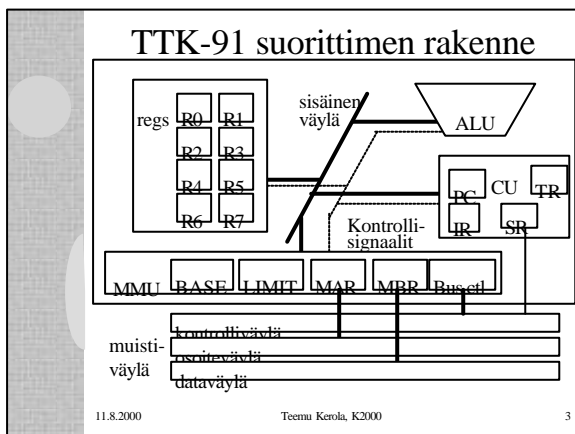 TTK-91 suorittimen rakenne
regs
R0 R1
R2 R3
R4 R5
R6 R7
sisäinen
väylä
ALU
PC CU TR
IR SR
Kontrolli-
signaalit
MMU BASE LIMIT MAR MBR Bus ctl
muisti-
väylä
kontrolliväylä
osoiteväylä
dataväylä
11.8.2000 Teemu Kerola, K2000 3